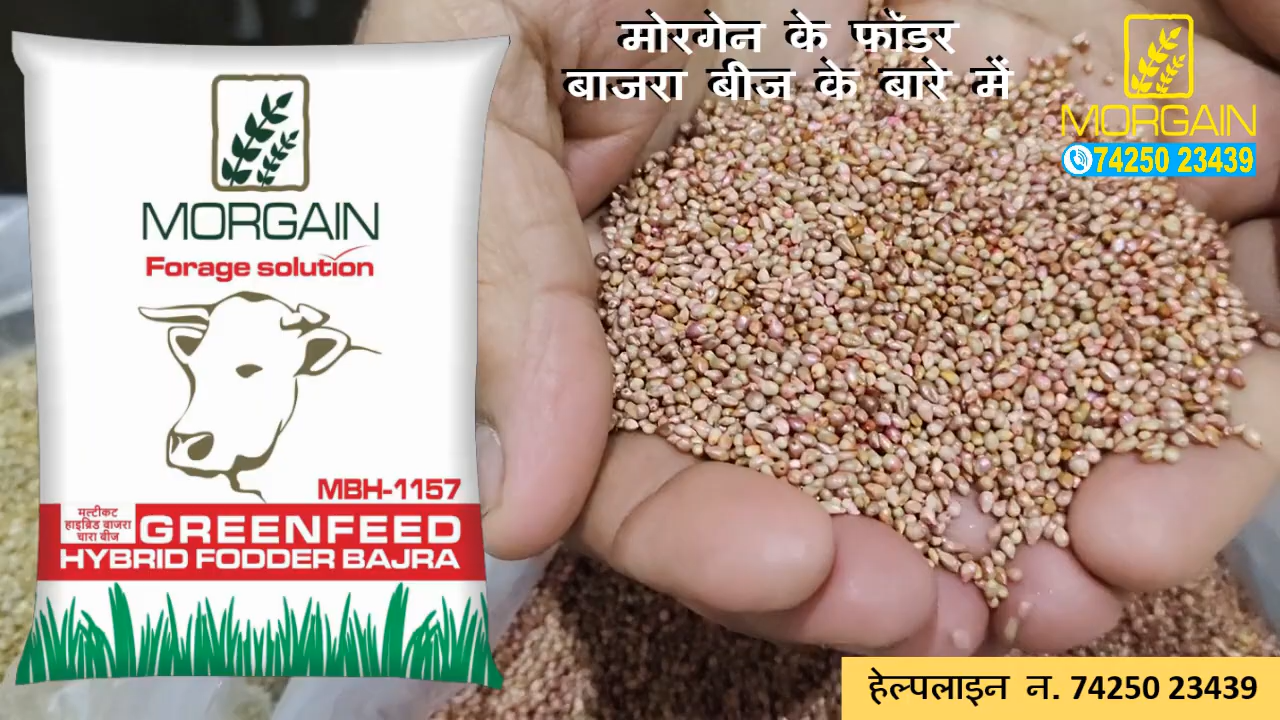 मोरगेन के फॉडर
बाजरा बीज के बारे में
MORGAIN
74250 23439
MORGAIN
Forage solution
MBH-1157
मल्टीकट
हाइब्रिड बाजरा
चारा बीज
GREENFEED
HYBRID FODDER BAJRA
हेल्पलाइन न. 74250 23439